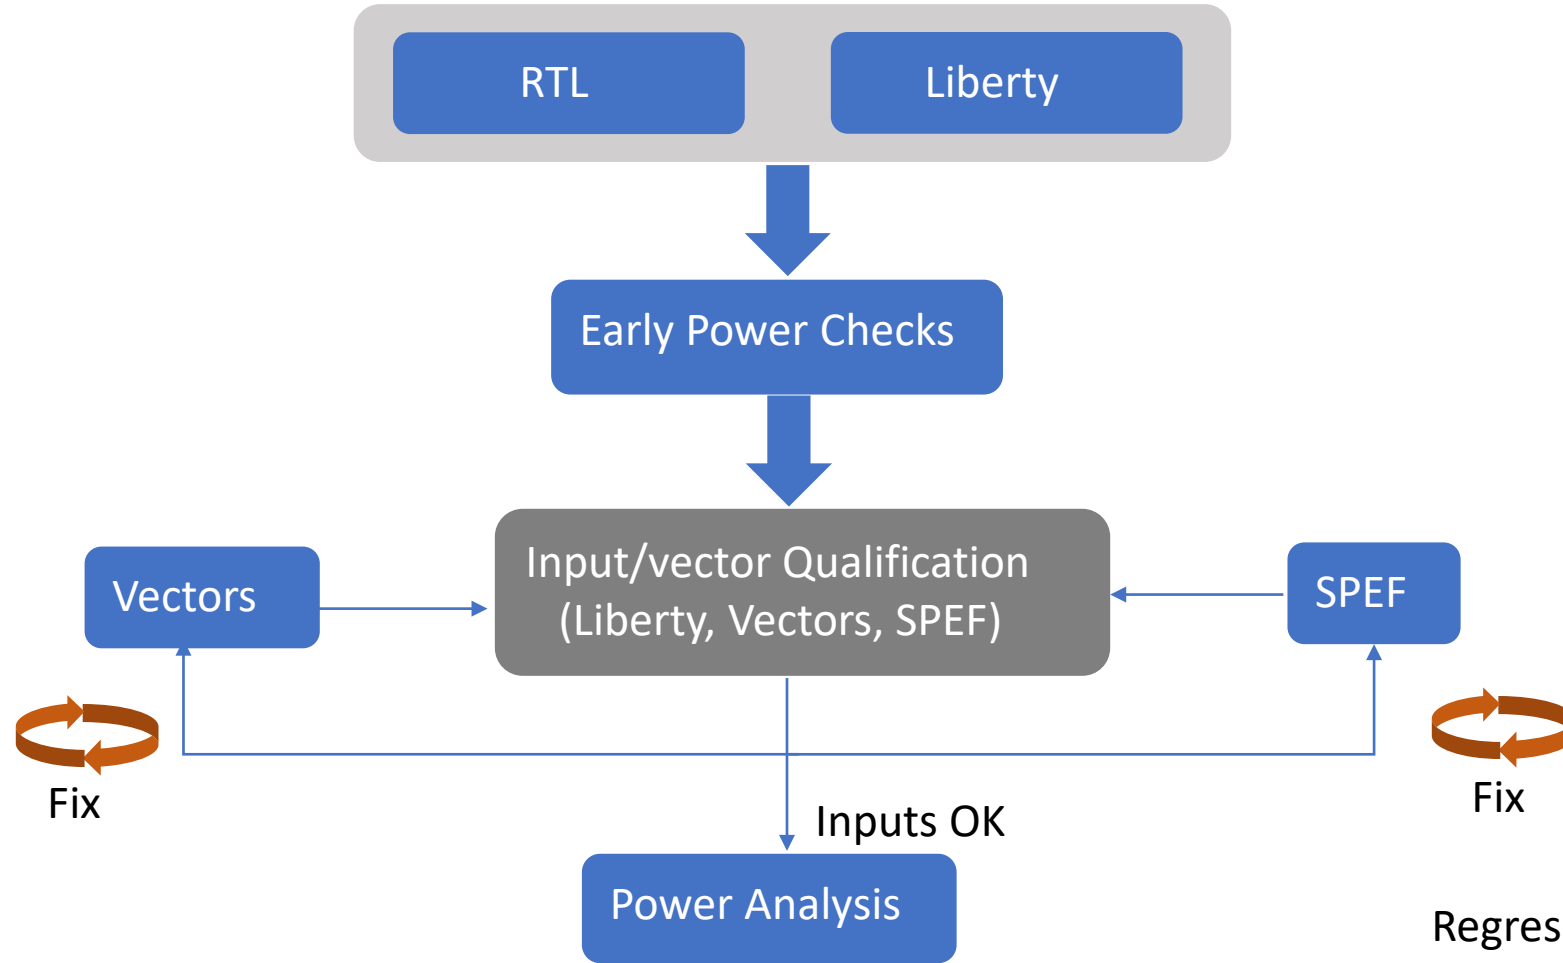 RTL
Liberty
Early Power Checks
Input/vector Qualification
(Liberty, Vectors, SPEF)
Vectors
SPEF
Fix
Fix
Inputs OK
Power Analysis
Regres